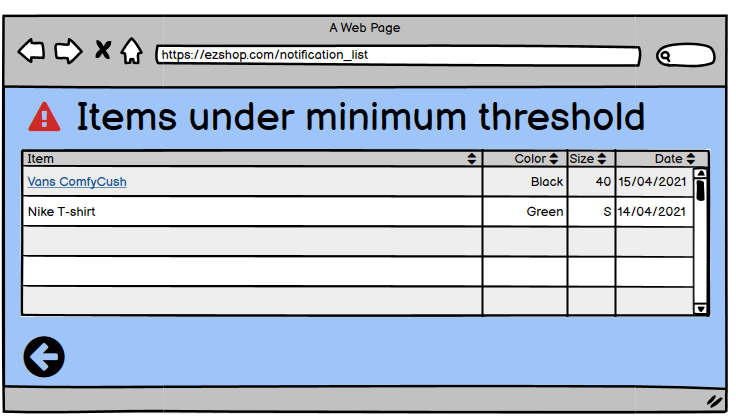 A Web Page
https://ezshop.com/notification_list
Items under minimum threshold
Item Color Size Date
Vans ComfyCush Black 40 15/04/2021
Nike T-shirt Green S 14/04/2021